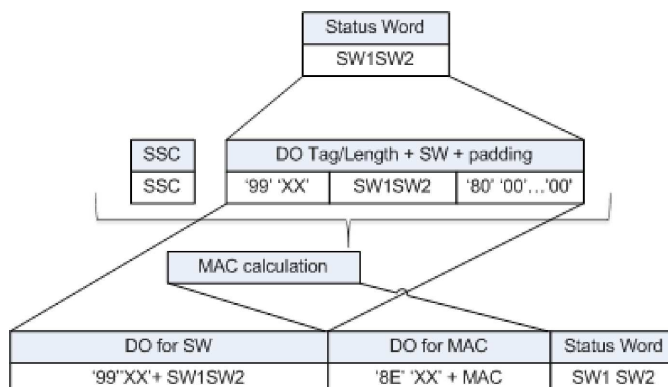 Status Word
SW1SW2
SSC
DO Tag/Length + SW + padding
SSC
‘99’ ‘XX’
SW1SW2
‘80’ ‘00’…‘00’
MAC calculation
DO for SW
DO for MAC
Status Word
‘99’‘XX’+ SW1SW2
‘8E’ ‘XX’ + MAC
SW1 SW2